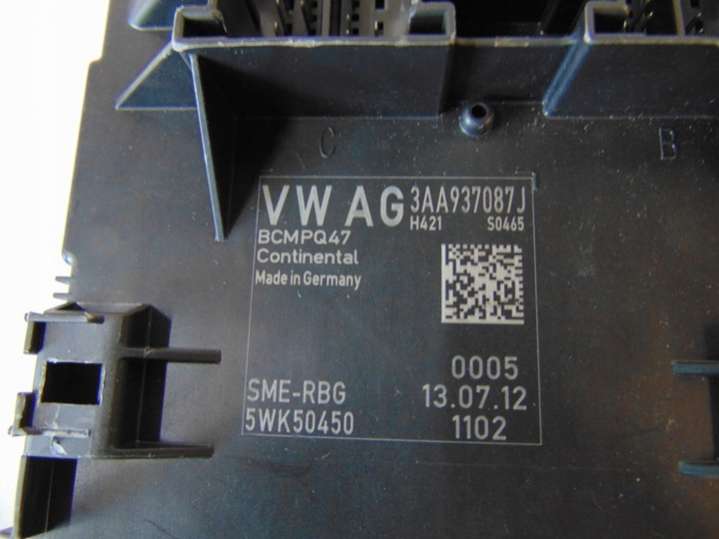 C
B
VW AG 3AA937087J
H421 S0465
BCMPQ47
Continental
Made in Germany
0005
SME-RBG 13.07.12
5WK50450 1102